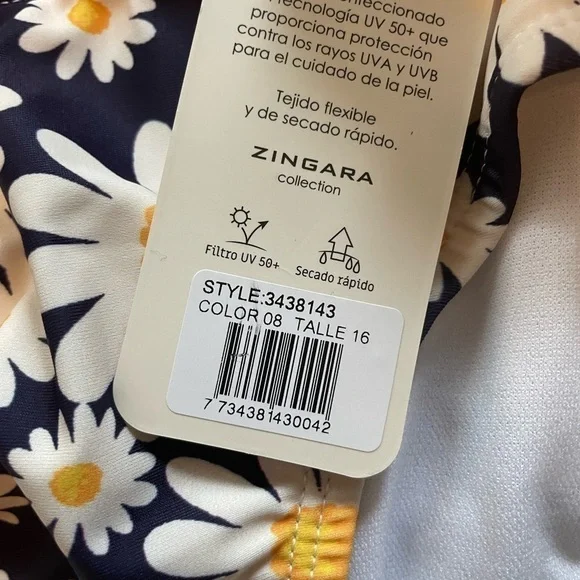 confeccionado
tecnología UV 50+ que
proporciona protección
contra los rayos UVA y UVB
para el cuidado de la piel.
Tejido flexible
y de secado rápido.
ZINGARA
collection
Filtro UV 50+
Secado rápido
STYLE:3438143
COLOR 08 TALLE 16
7 734381430042